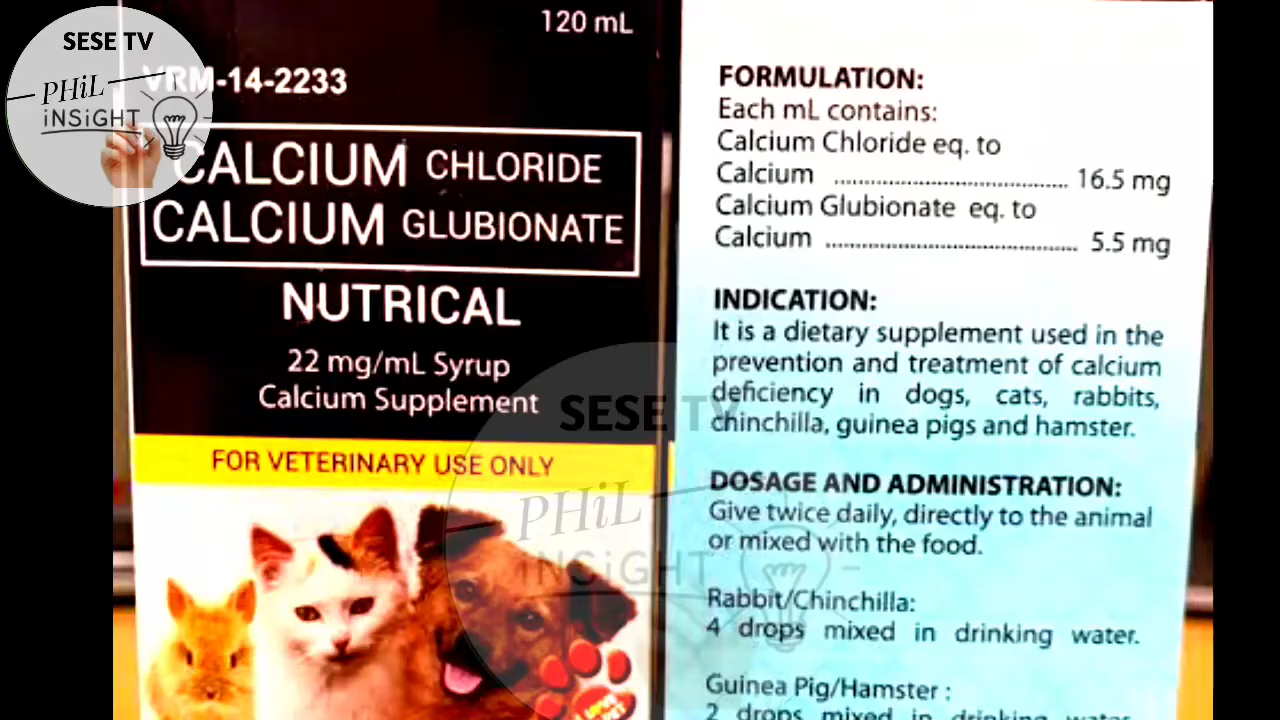 SESE TV
PHiL
iNSiGHT
120 mL
VRM-14-2233
CALCIUM CHLORIDE
CALCIUM GLUBIONATE
NUTRICAL
22 mg/mL Syrup
Calcium Supplement
FOR VETERINARY USE ONLY
FORMULATION:
Each mL contains:
Calcium Chloride eq. to
Calcium ........................................ 16.5 mg
Calcium Glubionate eq. to
Calcium ........................................... 5.5 mg
INDICATION:
It is a dietary supplement used in the
prevention and treatment of calcium
deficiency in dogs, cats, rabbits,
chinchilla, guinea pigs and hamster.
DOSAGE AND ADMINISTRATION:
Give twice daily, directly to the animal
or mixed with the food.
Rabbit/Chinchilla:
4 drops mixed in drinking water.
Guinea Pig/Hamster :
2 drops mixed in drinking water.
SESE TV
PHiL
iNSiGHT